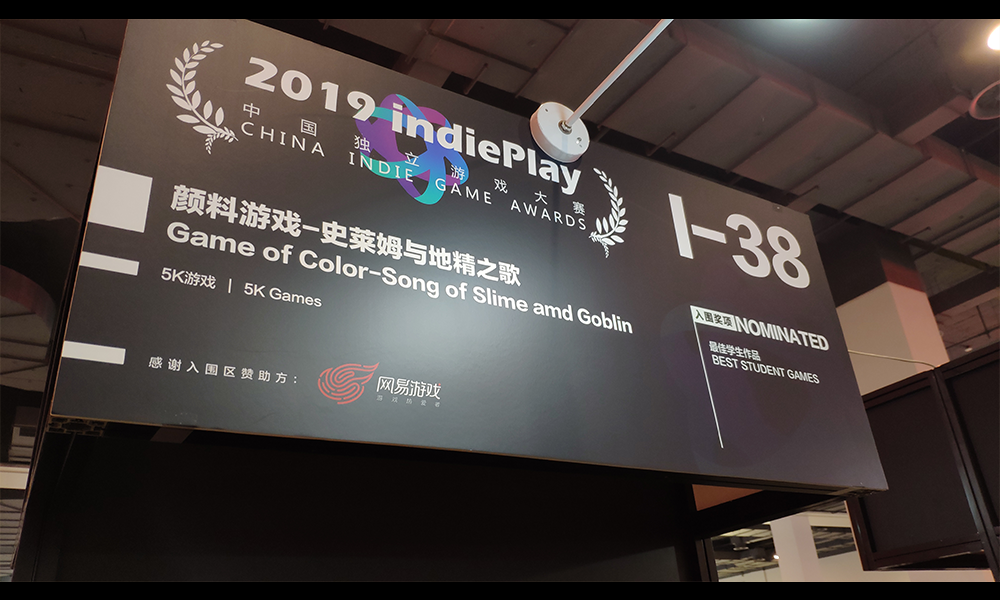 2019 indiePlay
中国独立游戏大赛
CHINA INDIE GAME AWARDS
I-38
颜料游戏-史莱姆与地精之歌
Game of Color-Song of Slime amd Goblin
5K游戏 | 5K Games
入围奖项 NOMINATED
最佳学生作品
BEST STUDENT GAMES
感谢入围区赞助方：
网易游戏